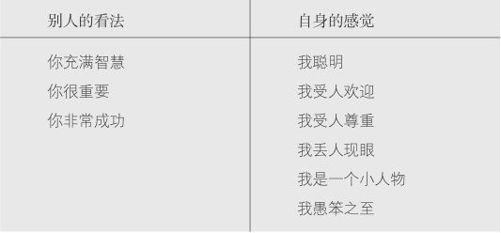 别人的看法 自身的感觉
你充满智慧 我聪明
你很重要 我受人欢迎
你非常成功 我受人尊重
我丢人现眼
我是一个小人物
我愚笨之至